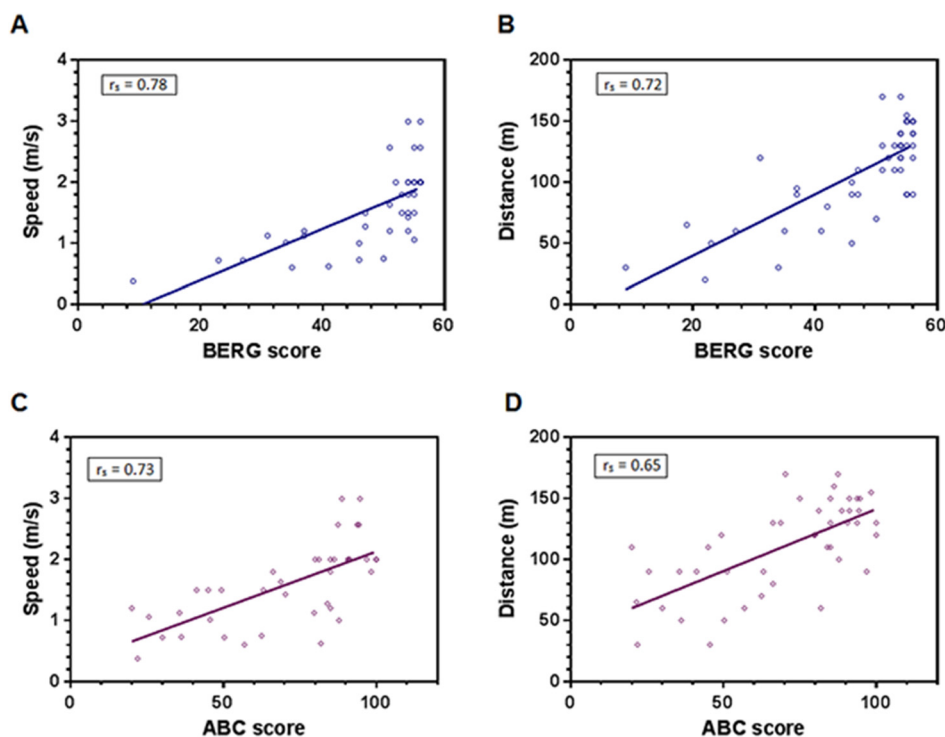 A
B
4
3
2
1
0
Speed (m/s)
rₛ = 0.78
0
20
40
60
BERG score
200
150
100
50
0
Distance (m)
rₛ = 0.72
0
20
40
60
BERG score
C
D
4
3
2
1
0
Speed (m/s)
rₛ = 0.73
0
50
100
ABC score
200
150
100
50
0
Distance (m)
rₛ = 0.65
0
50
100
ABC score